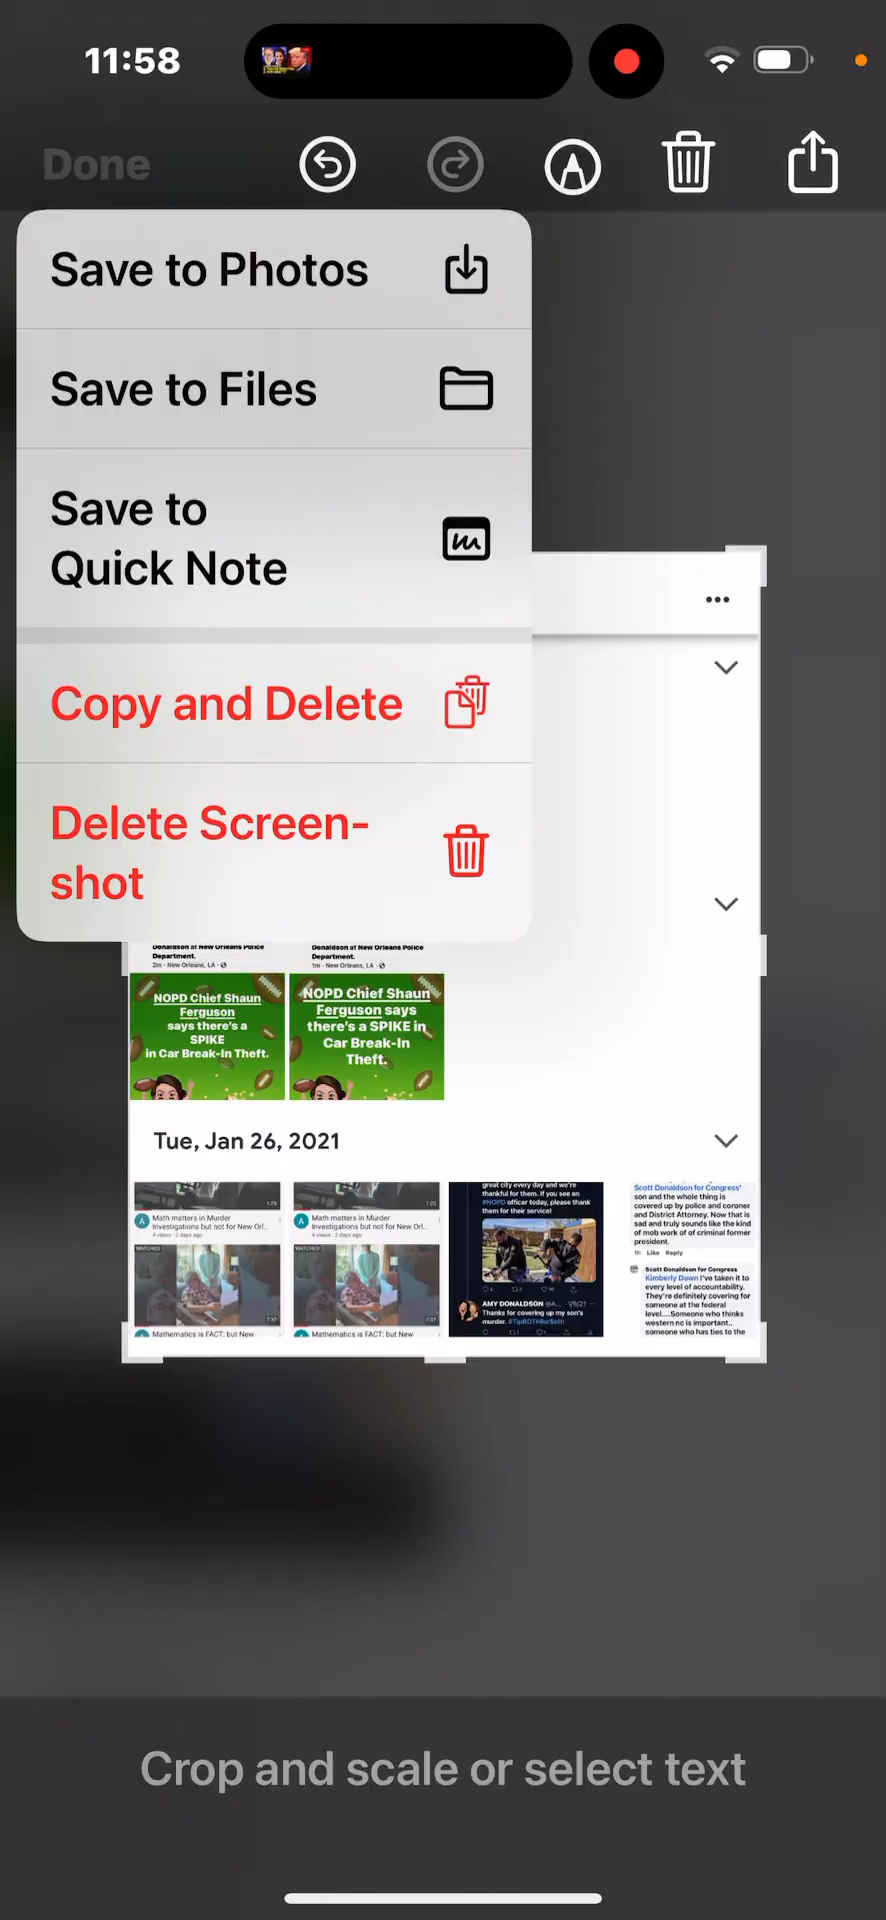 11:58
Done
Save to Photos
Save to Files
Save to
Quick Note
Copy and Delete
Delete Screen-
shot
Donaldson at New Orleans Police
Department.
2m · New Orleans, LA ·
Donaldson at New Orleans Police
Department.
1m · New Orleans, LA ·
NOPD Chief Shaun
Ferguson
says there's a
SPIKE
in Car Break-In Theft.
NOPD Chief Shaun
Ferguson says
there's a SPIKE in
Car Break-In
Theft.
Tue, Jan 26, 2021
1:25
A
Math matters in Murder
Investigations but not for New Orl...
4 views · 2 days ago
WATCHED
7:37
Mathematics is FACT; but New
1:25
A
Math matters in Murder
Investigations but not for New Orl...
4 views · 2 days ago
WATCHED
7:37
Mathematics is FACT; but New
great city every day and we're
thankful for them. If you see an
#NOPD officer today, please thank
them for their service!
AMY DONALDSON @A... · 1/9/21
Thanks for covering up my son's
murder. #TipBOTHforSeth
Scott Donaldson for Congress'
son and the whole thing is
covered up by police and coroner
and District Attorney. Now that is
sad and truly sounds like the kind
of mob work of of criminal former
president.
Like Reply
Scott Donaldson for Congress
Kimberly Dawn I've taken it to
every level of accountability.
They're definitely covering for
someone at the federal
level....Someone who thinks
western nc is important..
someone who has ties to the
Crop and scale or select text